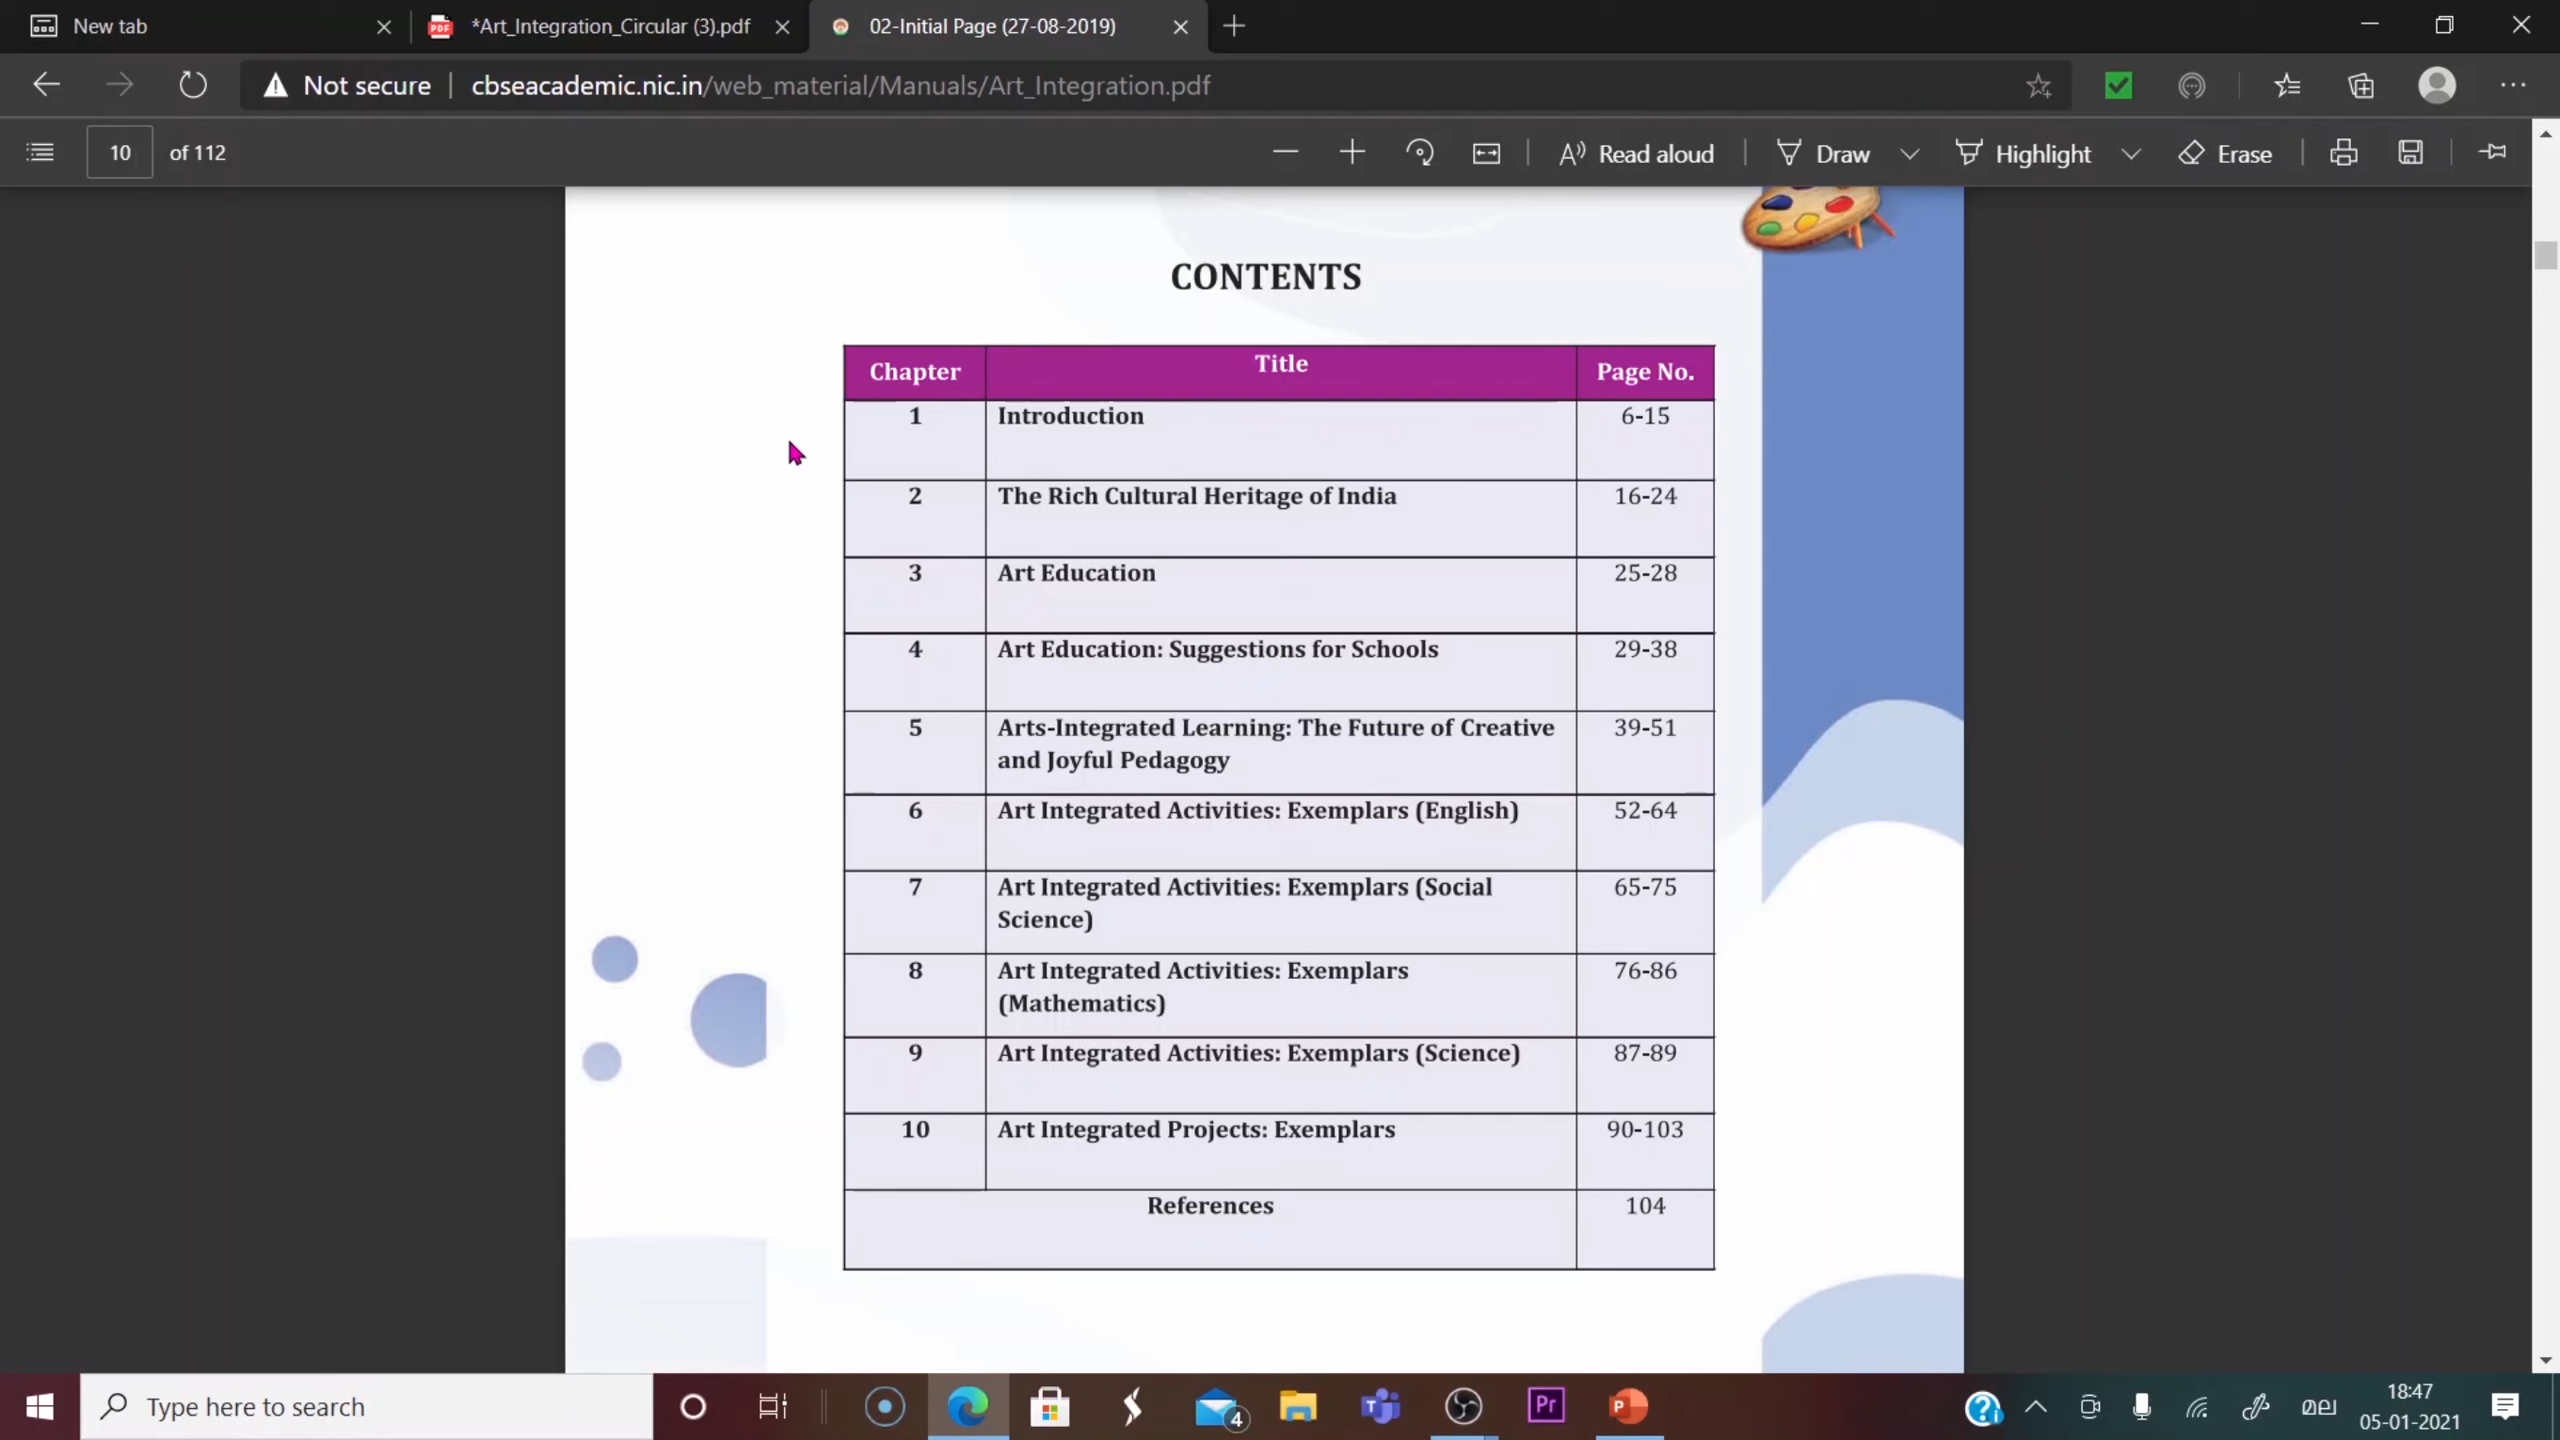 New tab
*Art_Integration_Circular (3).pdf
02-Initial Page (27-08-2019)
Not secure
cbseacademic.nic.in/web_material/Manuals/Art_Integration.pdf
10 of 112
Read aloud
Draw
Highlight
Erase
CONTENTS
Chapter Title Page No.
1 Introduction 6-15
2 The Rich Cultural Heritage of India 16-24
3 Art Education 25-28
4 Art Education: Suggestions for Schools 29-38
5 Arts-Integrated Learning: The Future of Creative 39-51
and Joyful Pedagogy
6 Art Integrated Activities: Exemplars (English) 52-64
7 Art Integrated Activities: Exemplars (Social 65-75
Science)
8 Art Integrated Activities: Exemplars 76-86
(Mathematics)
9 Art Integrated Activities: Exemplars (Science) 87-89
10 Art Integrated Projects: Exemplars 90-103
References 104
Type here to search
4
Pr
മല
18:47
05-01-2021